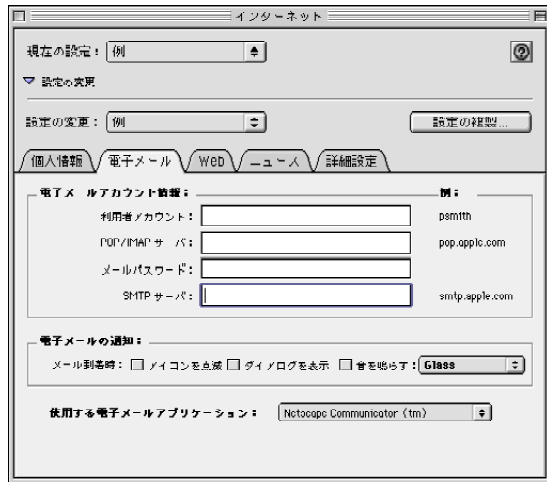 インターネット
現在の設定： 例
設定の変更
設定の変更： 例 設定の複製...
個人情報 電子メール Web ニュース 詳細設定
電子メールアカウント情報： 例：
利用者アカウント： psmith
POP/IMAP サーバ： pop.apple.com
メールパスワード：
SMTP サーバ： smtp.apple.com
電子メールの通知：
メール到着時： アイコンを点滅 ダイアログを表示 音を鳴らす： Glass
使用する電子メールアプリケーション： Netscape Communicator (tm)